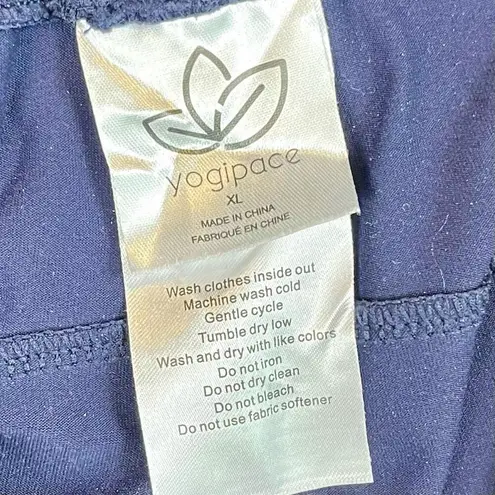 yogipace
XL
MADE IN CHINA
FABRIQUÉ EN CHINE
Wash clothes inside out
Machine wash cold
Gentle cycle
Tumble dry low
Wash and dry with like colors
Do not iron
Do not dry clean
Do not bleach
Do not use fabric softener